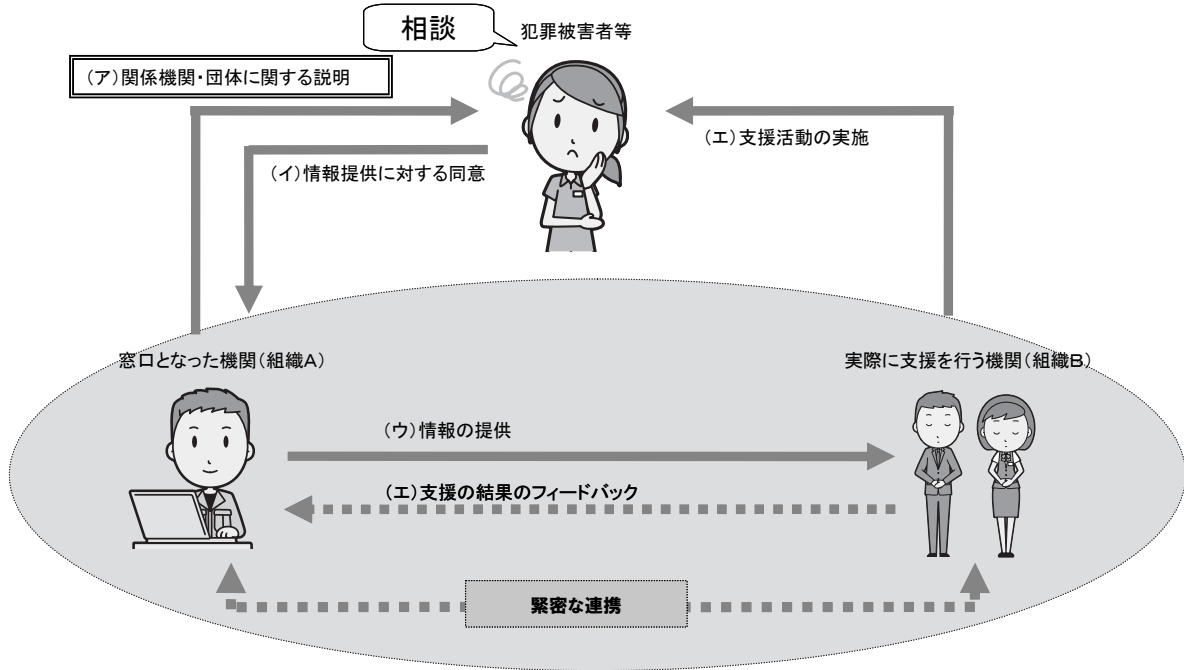 相談
犯罪被害者等
(ア)関係機関・団体に関する説明
(エ)支援活動の実施
(イ)情報提供に対する同意
窓口となった機関(組織A)
実際に支援を行う機関(組織B)
(ウ)情報の提供
(エ)支援の結果のフィードバック
緊密な連携